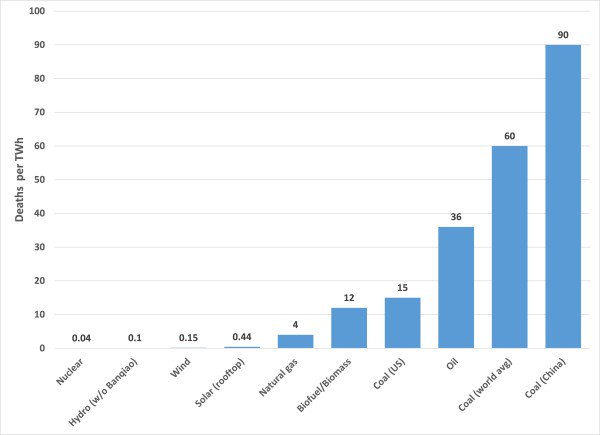 Deaths per TWh
100
90
80
70
60
50
40
30
20
10
0
0.04
0.1
0.15
0.44
4
12
15
36
60
90
Nuclear
Hydro (w/o Banqiao)
Wind
Solar (rooftop)
Natural gas
Biofuel/Biomass
Coal (US)
Oil
Coal (world avg)
Coal (China)